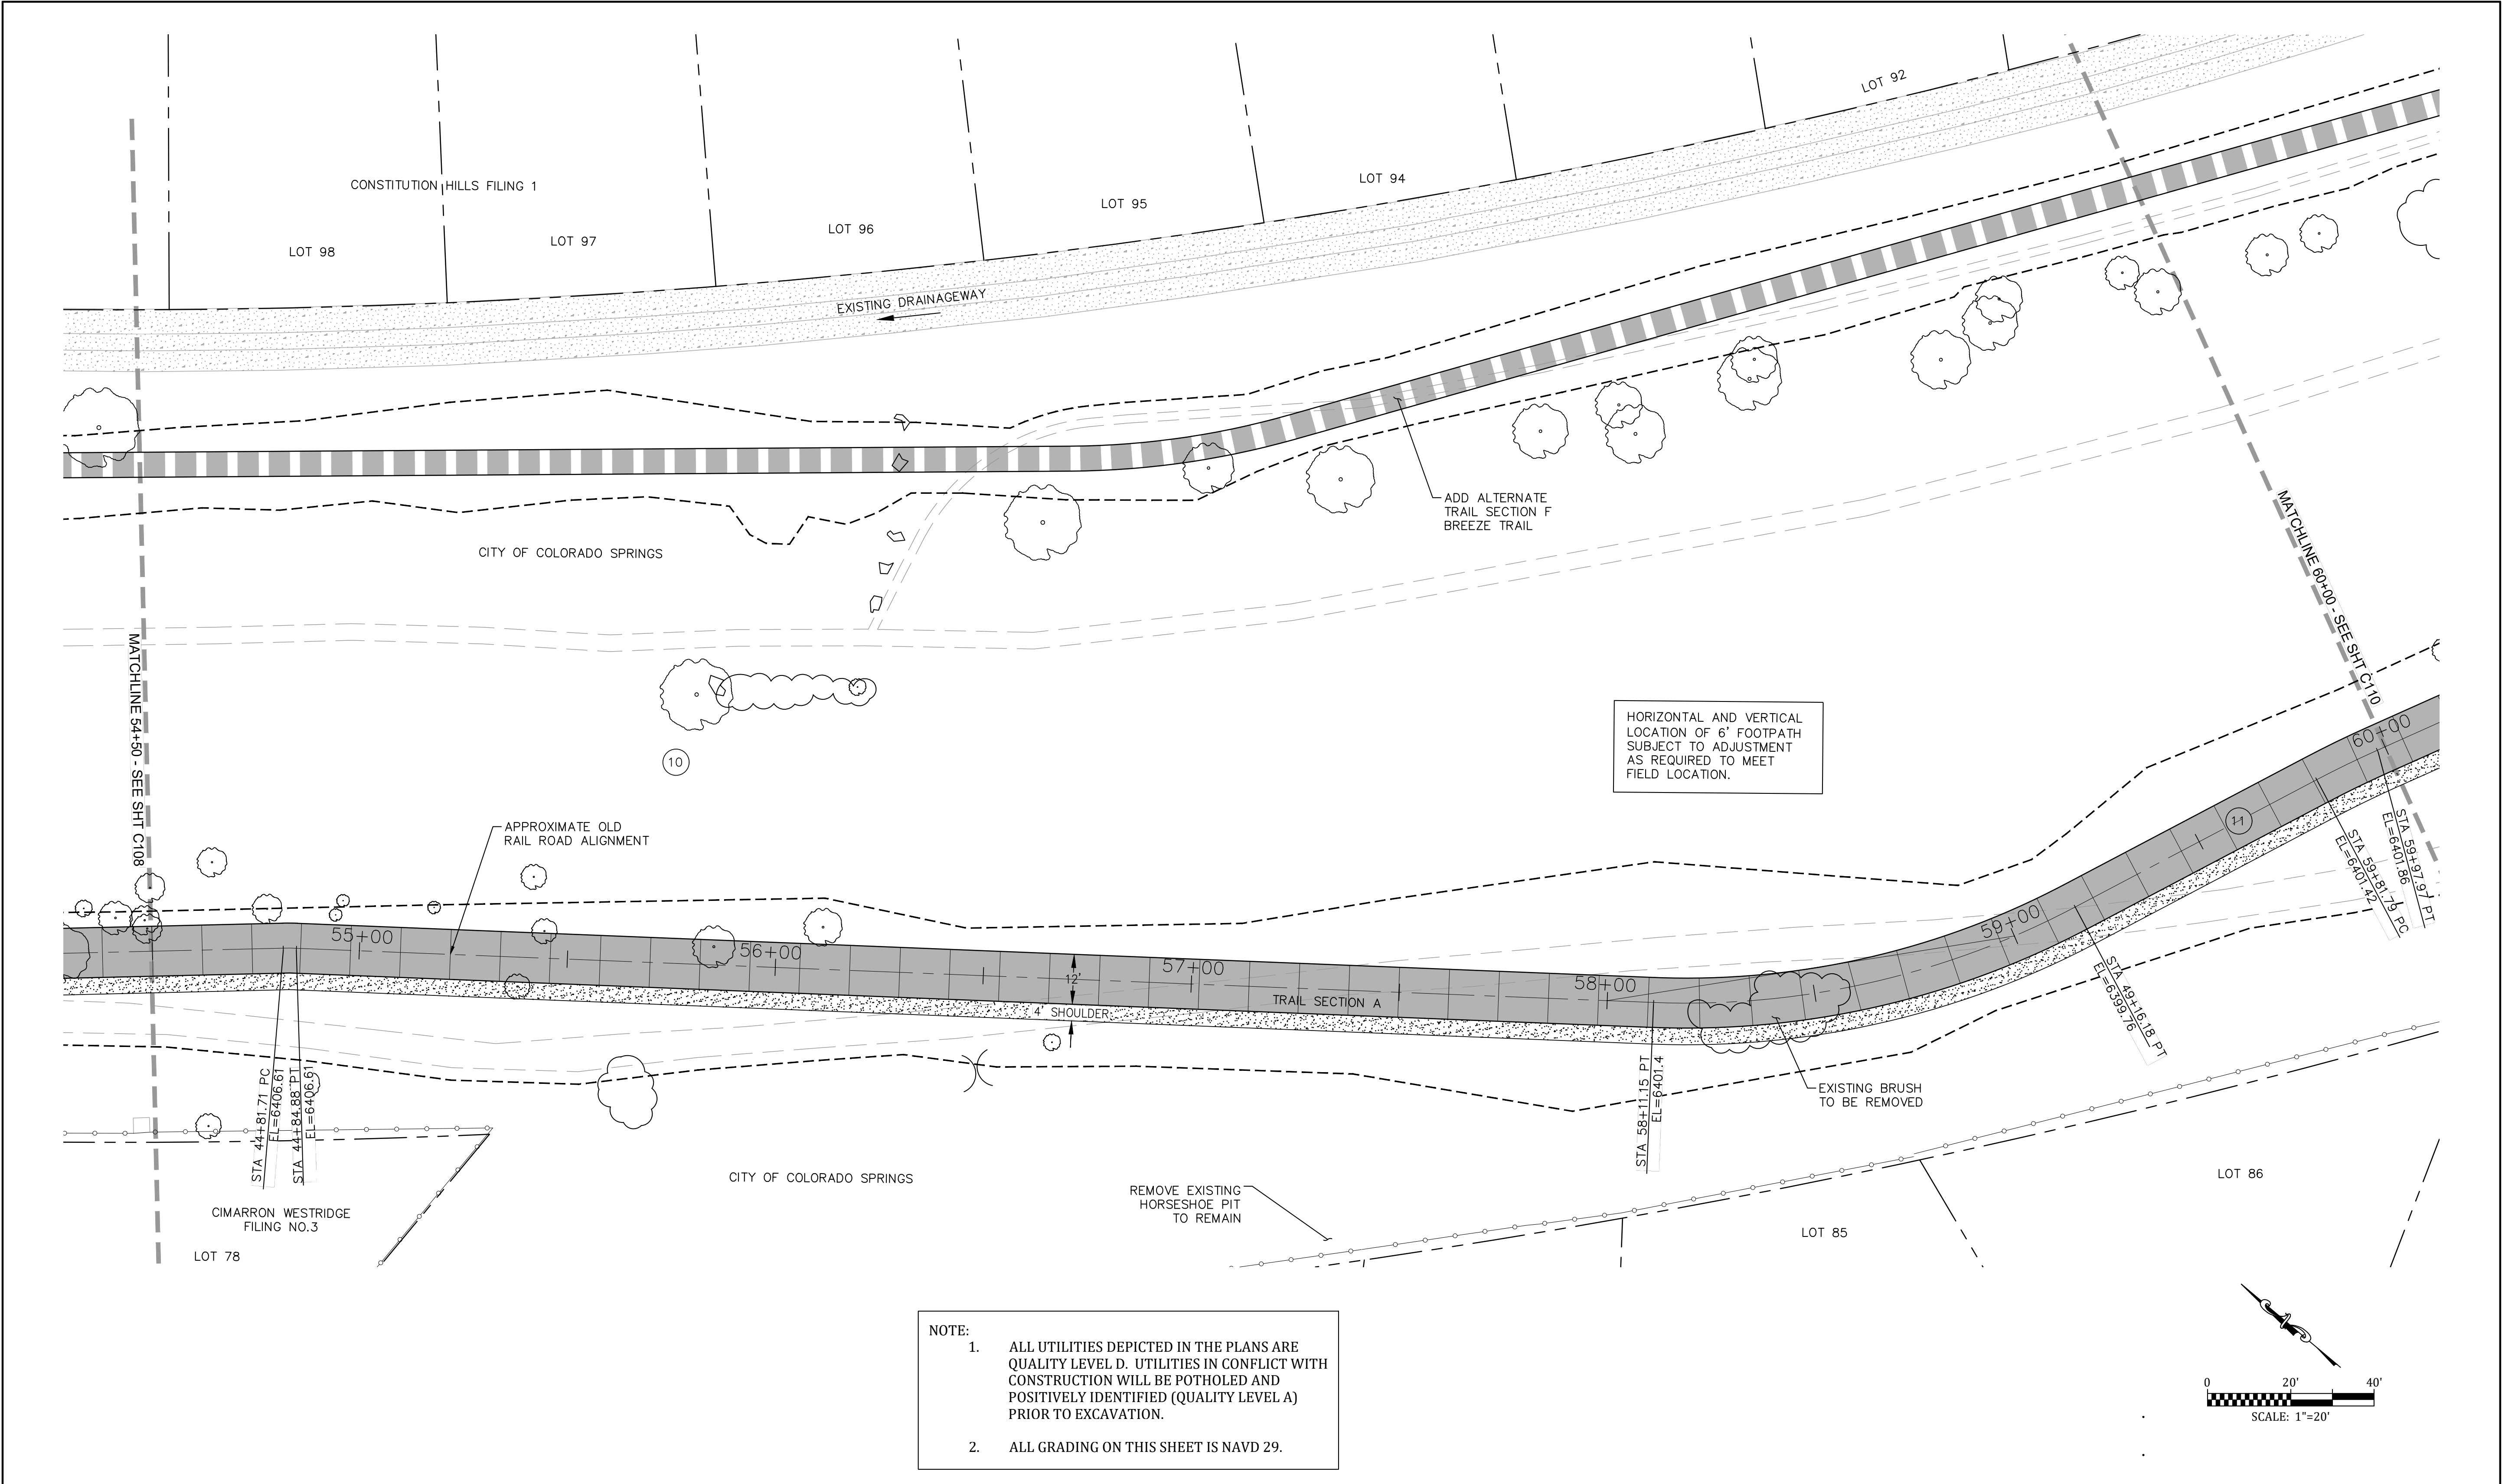 LOT 92
CONSTITUTION HILLS FILING 1
LOT 94
LOT 95
LOT 96
LOT 97
LOT 98
EXISTING DRAINAGEWAY
ADD ALTERNATE
TRAIL SECTION F
BREEZE TRAIL
CITY OF COLORADO SPRINGS
MATCHLINE 54+50 - SEE SHT C108
MATCHLINE 60+00 - SEE SHT C110
10
HORIZONTAL AND VERTICAL
LOCATION OF 6' FOOTPATH
SUBJECT TO ADJUSTMENT
AS REQUIRED TO MEET
FIELD LOCATION.
APPROXIMATE OLD
RAIL ROAD ALIGNMENT
55+00
56+00
57+00
58+00
59+00
60+00
11
12'
TRAIL SECTION A
4' SHOULDER
STA 44+81.71 PC
EL=6406.61
STA 44+84.88 PT
EL=6406.61
STA 58+11.15 PT
EL=6401.4
STA 49+16.18 PT
EL=6399.76
STA 59+81.79 PC
EL=6401.42
STA 59+97.97 PT
EL=6401.86
EXISTING BRUSH
TO BE REMOVED
CITY OF COLORADO SPRINGS
REMOVE EXISTING
HORSESHOE PIT
TO REMAIN
CIMARRON WESTRIDGE
FILING NO.3
LOT 78
LOT 85
LOT 86
NOTE:
1. ALL UTILITIES DEPICTED IN THE PLANS ARE
QUALITY LEVEL D. UTILITIES IN CONFLICT WITH
CONSTRUCTION WILL BE POTHOLED AND
POSITIVELY IDENTIFIED (QUALITY LEVEL A)
PRIOR TO EXCAVATION.
2. ALL GRADING ON THIS SHEET IS NAVD 29.
0 20' 40'
SCALE: 1"=20'